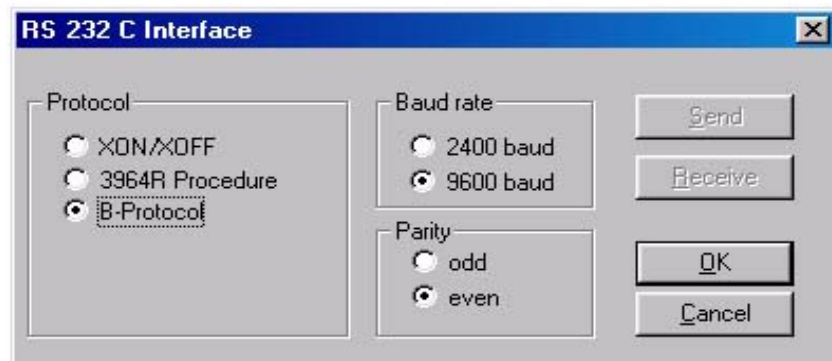 RS 232 C Interface
Protocol
XON/XOFF
3964R Procedure
B-Protocol
Baud rate
2400 baud
9600 baud
Parity
odd
even
Send
Receive
OK
Cancel